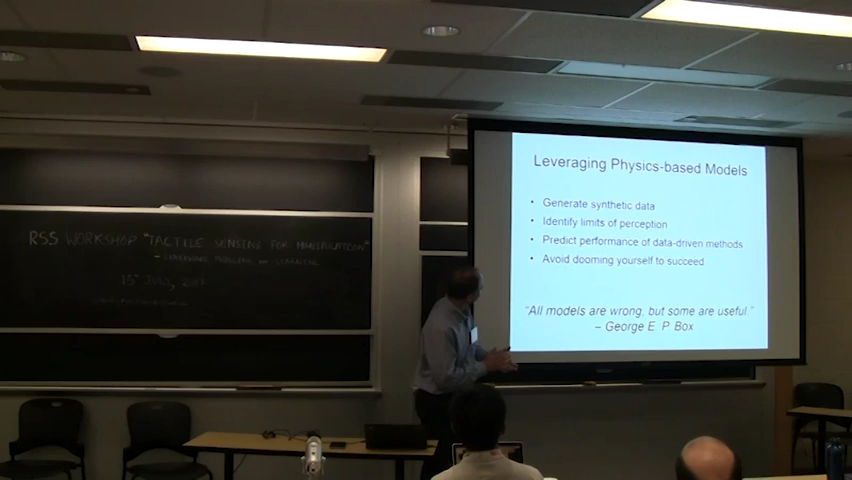 RSS WORKSHOP "TACTILE SENSING FOR MANIPULATION"
15 JULY,
Leveraging Physics-based Models
• Generate synthetic data
• Identify limits of perception
• Predict performance of data-driven methods
• Avoid dooming yourself to succeed
"All models are wrong, but some are useful."
– George E. P. Box